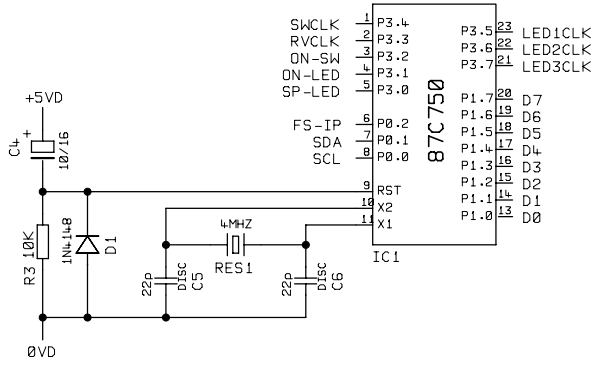 SWCLK 1 P3.4
RVCLK 2 P3.3
ON-SW 3 P3.2
ON-LED 4 P3.1
SP-LED 5 P3.0
FS-IP 6 P0.2
SDA 7 P0.1
SCL 8 P0.0
9 RST
10 X2
11 X1
87C750
P3.5 23 LED1CLK
P3.6 22 LED2CLK
P3.7 21 LED3CLK
P1.7 20 D7
P1.6 19 D6
P1.5 18 D5
P1.4 17 D4
P1.3 16 D3
P1.2 15 D2
P1.1 14 D1
P1.0 13 D0
IC1
+5VD
C4
+
10/16
R3 10K
1N4148
D1
4MHZ
RES1
22p
DISC
C5
22p
DISC
C6
0VD